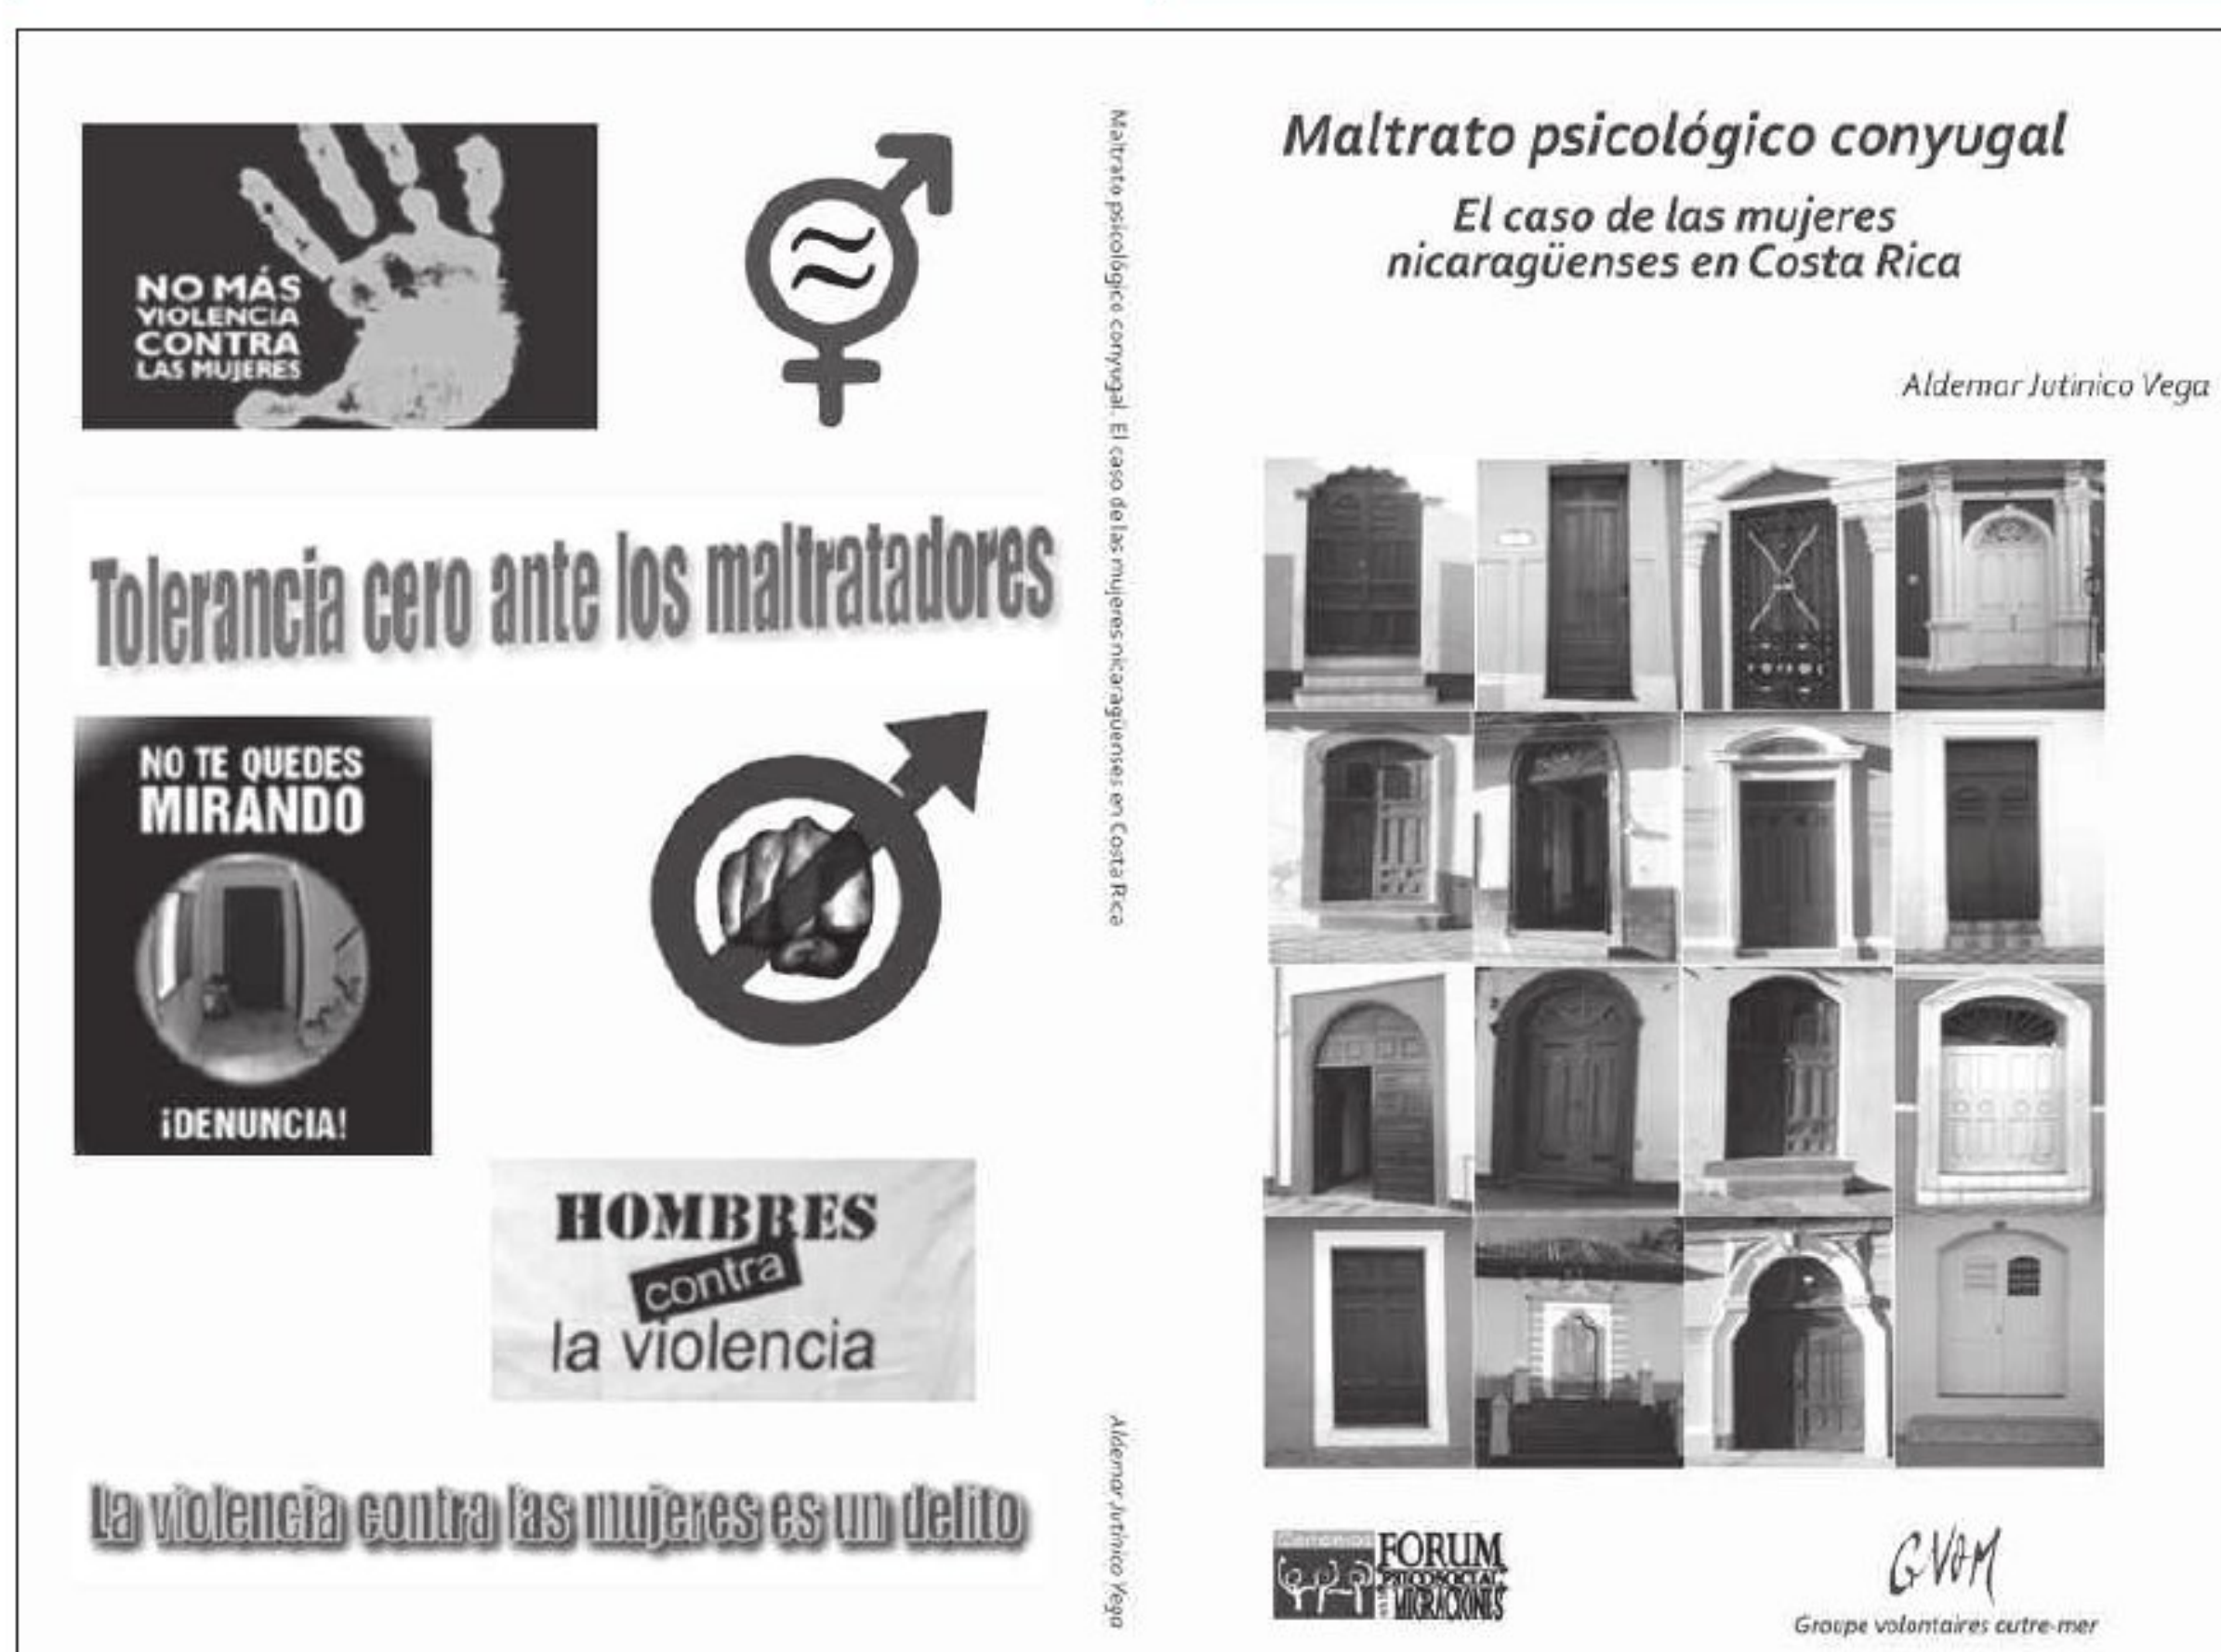 NO MÁS
VIOLENCIA
CONTRA
LAS MUJERES
Tolerancia cero ante los maltratadores
NO TE QUEDES
MIRANDO
¡DENUNCIA!
HOMBRES
contra
la violencia
La violencia contra las mujeres es un delito
Maltrato psicológico conyugal. El caso de las mujeres nicaragüenses en Costa Rica
Aldemar Jutinico Vega
Maltrato psicológico conyugal
El caso de las mujeres
nicaragüenses en Costa Rica
Aldemar Jutinico Vega
FORUM
PSICOSOCIAL
MIGRACIONES
GVOM
Groupe volontaires outre-mer